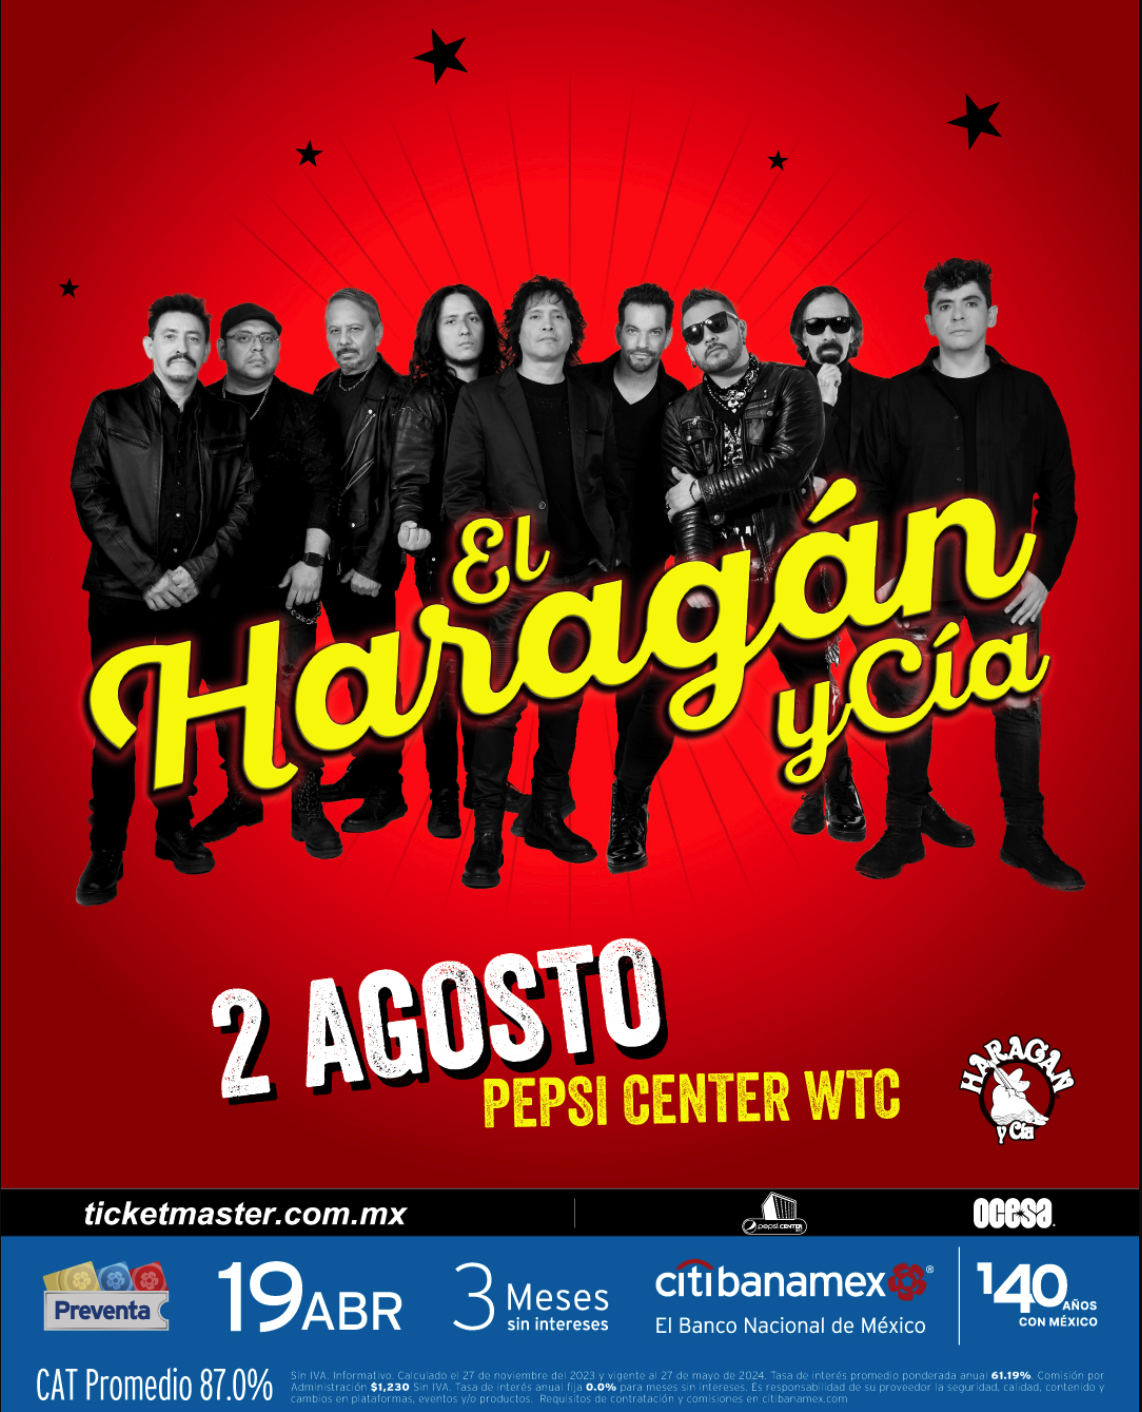 El
Haragán
y Cía
2 AGOSTO
PEPSI CENTER WTC
HARAGAN
y Cía
ticketmaster.com.mx
pepsi CENTER
OCESA
Preventa
19 ABR
3 Meses
sin intereses
citibanamex®
El Banco Nacional de México
140 AÑOS
CON MÉXICO
CAT Promedio 87.0%
Sin IVA. Informativo. Calculado el 27 de noviembre del 2023 y vigente al 27 de mayo de 2024. Tasa de interés promedio ponderada anual 61.19%. Comisión por
Administración $1,230 Sin IVA. Tasa de interés anual fija 0.0% para meses sin intereses. Es responsabilidad de su proveedor la seguridad, calidad, contenido y
cambios en plataformas, eventos y/o productos. Requisitos de contratación y comisiones en citibanamex.com